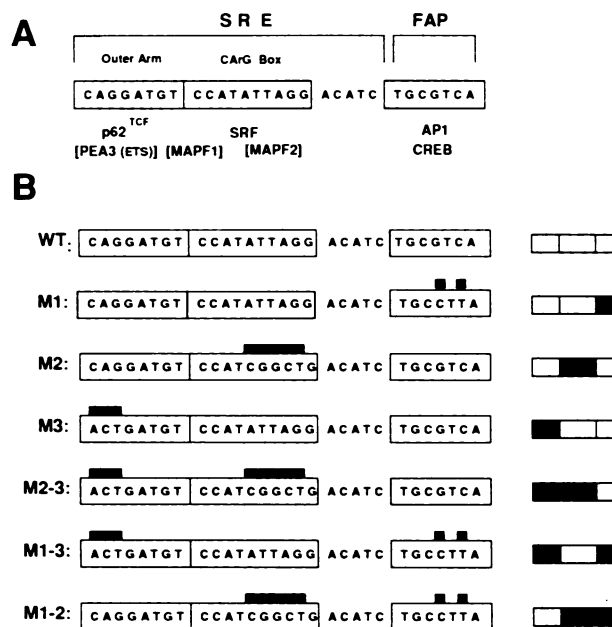 A
S R E FAP
Outer Arm CArG Box
CAGGATGT CCATATTAGG ACATC TGCGTCA
p62 TCF SRF AP1
[PEA3 (ETS)] [MAPF1] [MAPF2] CREB
B
WT: CAGGATGT CCATATTAGG ACATC TGCGTCA
M1: CAGGATGT CCATATTAGG ACATC TGCCTTA
M2: CAGGATGT CCATCGGCTG ACATC TGCGTCA
M3: ACTGATGT CCATATTAGG ACATC TGCGTCA
M2-3: ACTGATGT CCATCGGCTG ACATC TGCGTCA
M1-3: ACTGATGT CCATATTAGG ACATC TGCCTTA
M1-2: CAGGATGT CCATCGGCTG ACATC TGCCTTA